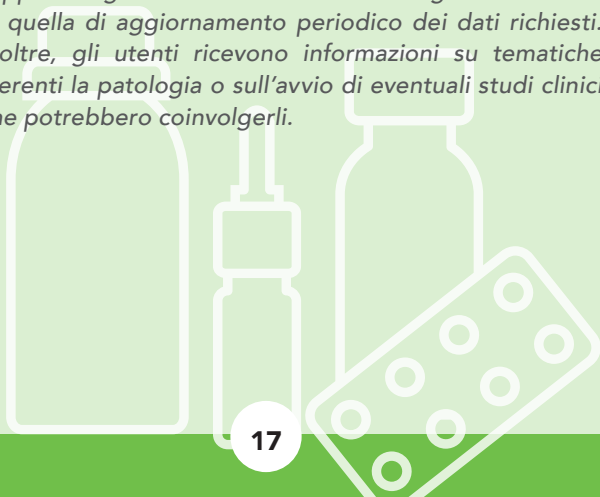 quella di aggiornamento periodico dei dati richiesti.
oltre, gli utenti ricevono informazioni su tematiche
erenti la patologia o sull'avvio di eventuali studi clinici
e potrebbero coinvolgerli.
17